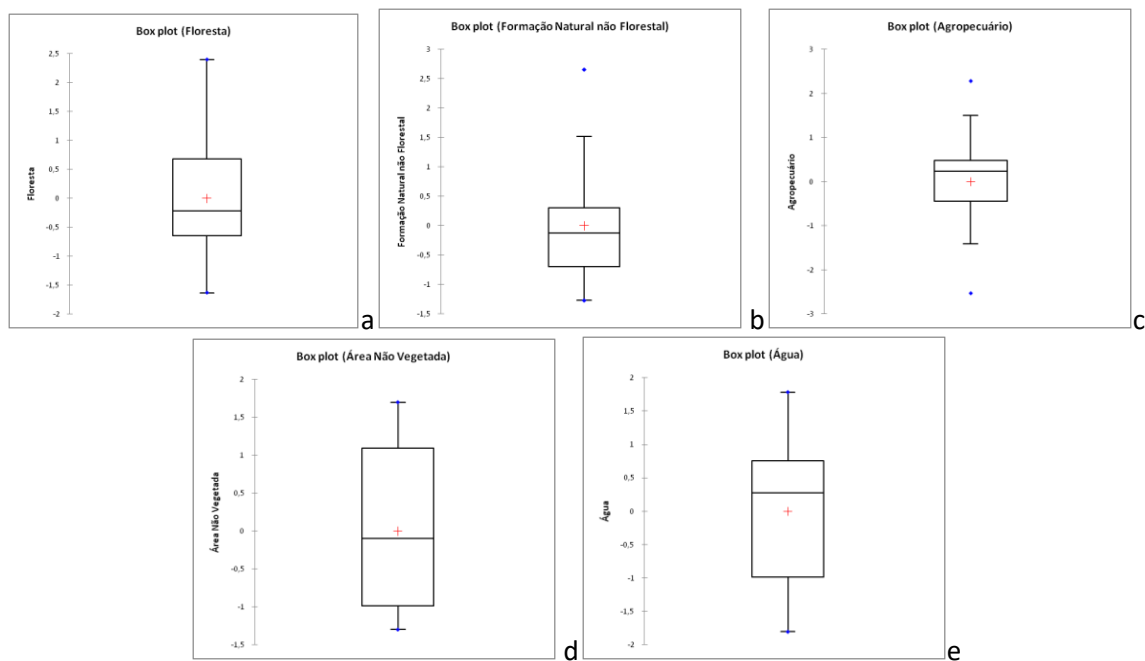 Box plot (Floresta)
2,5
2
1,5
1
0,5
0
-0,5
-1
-1,5
-2
Floresta
a
Box plot (Formação Natural não Florestal)
3
2,5
2
1,5
1
0,5
0
-0,5
-1
-1,5
Formação Natural não Florestal
b
Box plot (Agropecuário)
3
2
1
0
-1
-2
-3
Agropecuário
c
Box plot (Área Não Vegetada)
2
1,5
1
0,5
0
-0,5
-1
-1,5
Área Não Vegetada
d
Box plot (Água)
2
1,5
1
0,5
0
-0,5
-1
-1,5
-2
Água
e